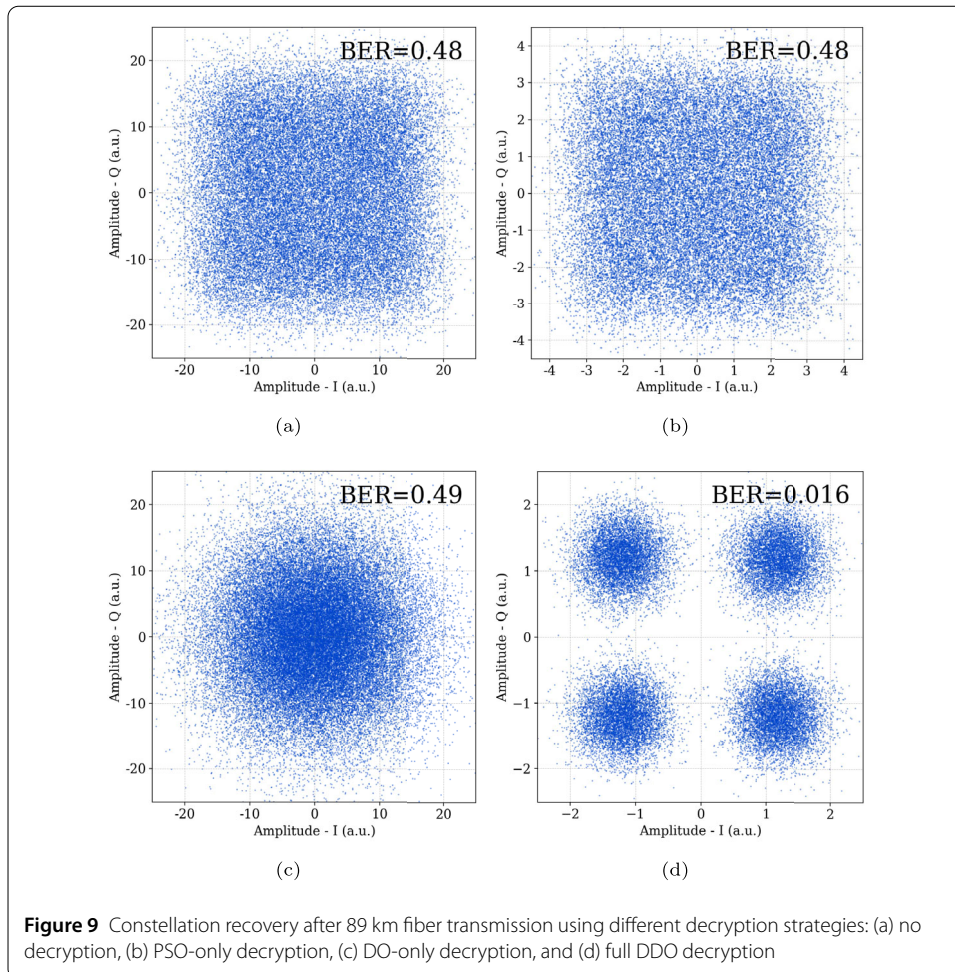 BER=0.48
20
10
0
-10
-20
Amplitude - Q (a.u.)
-20 -10 0 10 20
Amplitude - I (a.u.)
(a)
BER=0.48
4
3
2
1
0
-1
-2
-3
-4
Amplitude - Q (a.u.)
-4 -3 -2 -1 0 1 2 3 4
Amplitude - I (a.u.)
(b)
BER=0.49
20
10
0
-10
-20
Amplitude - Q (a.u.)
-20 -10 0 10 20
Amplitude - I (a.u.)
(c)
BER=0.016
2
1
0
−1
−2
Amplitude - Q (a.u.)
−2 −1 0 1 2
Amplitude - I (a.u.)
(d)
Figure 9 Constellation recovery after 89 km fiber transmission using different decryption strategies: (a) no
decryption, (b) PSO-only decryption, (c) DO-only decryption, and (d) full DDO decryption